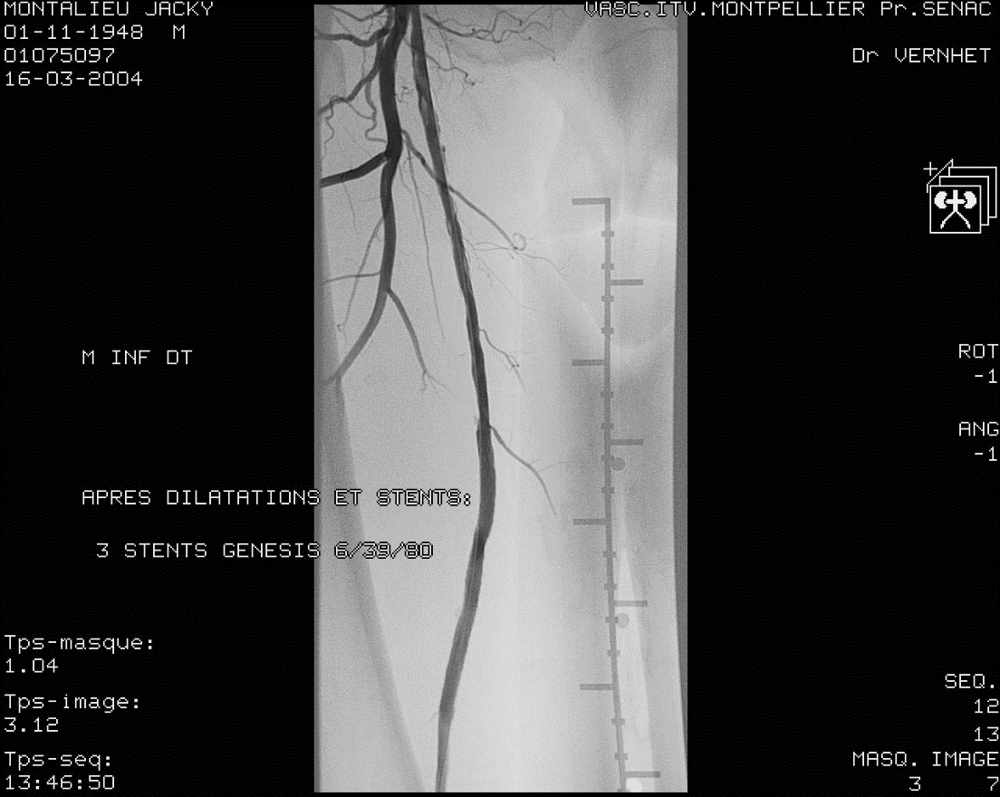 MONTALIEU JACKY
01-11-1948 M
01075097
16-03-2004
VASC.ITV.MONTPELLIER Pr.SENAC
Dr VERNHET
M INF DT
ROT
-1
ANG
-1
APRES DILATATIONS ET STENTS:
3 STENTS GENESIS 6/39/80
Tps-masque:
1.04
Tps-image:
3.12
Tps-seq:
13:46:50
SEQ.
12
13
MASQ. IMAGE
3 7